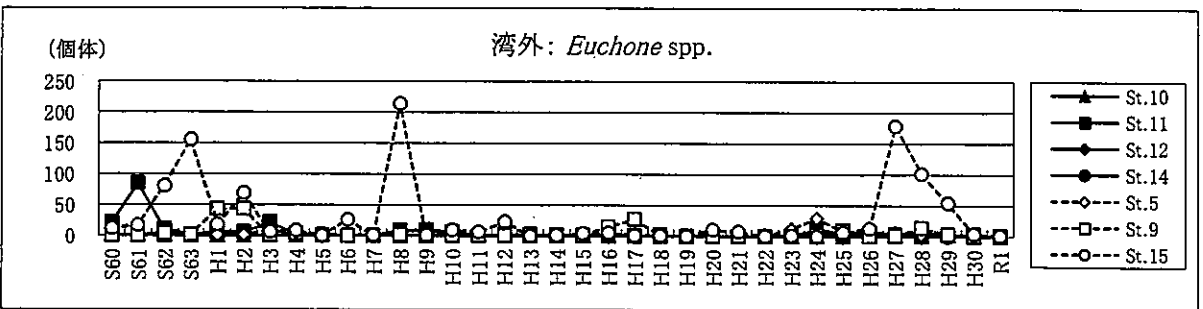 湾外: Euchone spp.
(個体)
250
200
150
100
50
0
S60 S61 S62 S63 H1 H2 H3 H4 H5 H6 H7 H8 H9 H10 H11 H12 H13 H14 H15 H16 H17 H18 H19 H20 H21 H22 H23 H24 H25 H26 H27 H28 H29 H30 R1
St.10
St.11
St.12
St.14
St.5
St.9
St.15